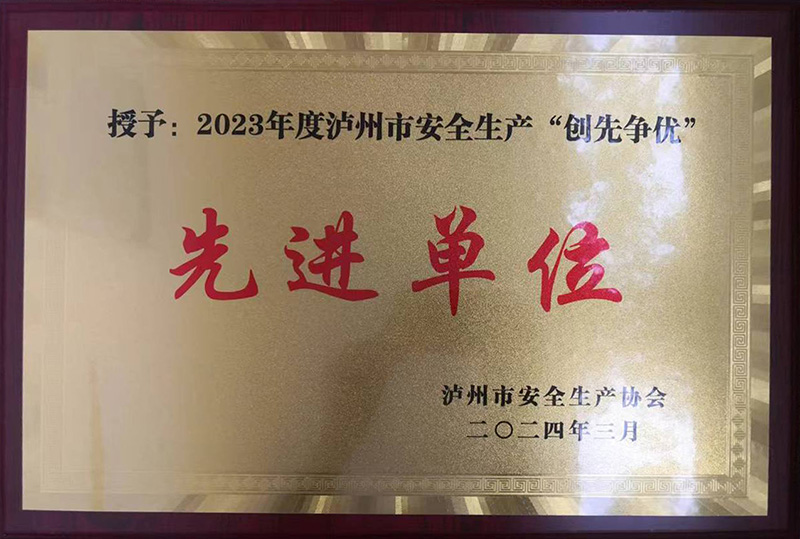 授予：2023年度泸州市安全生产“创先争优”
先进单位
泸州市安全生产协会
二〇二四年三月